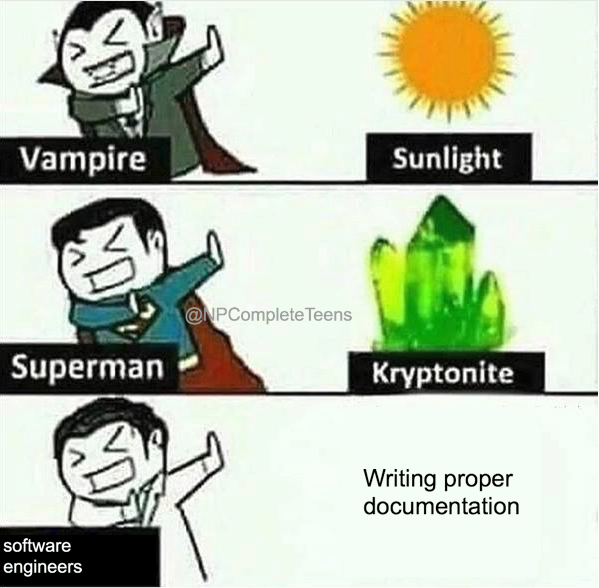 Vampire
Sunlight
@NPCompleteTeens
Superman
Kryptonite
Writing proper
documentation
software
engineers